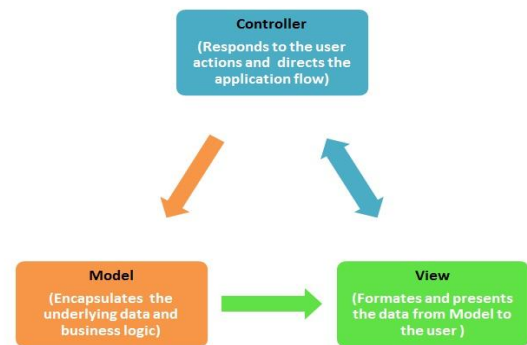 Controller
(Responds to the user
actions and directs the
application flow)
Model
(Encapsulates the
underlying data and
business logic)
View
(Formates and presents
the data from Model to
the user )